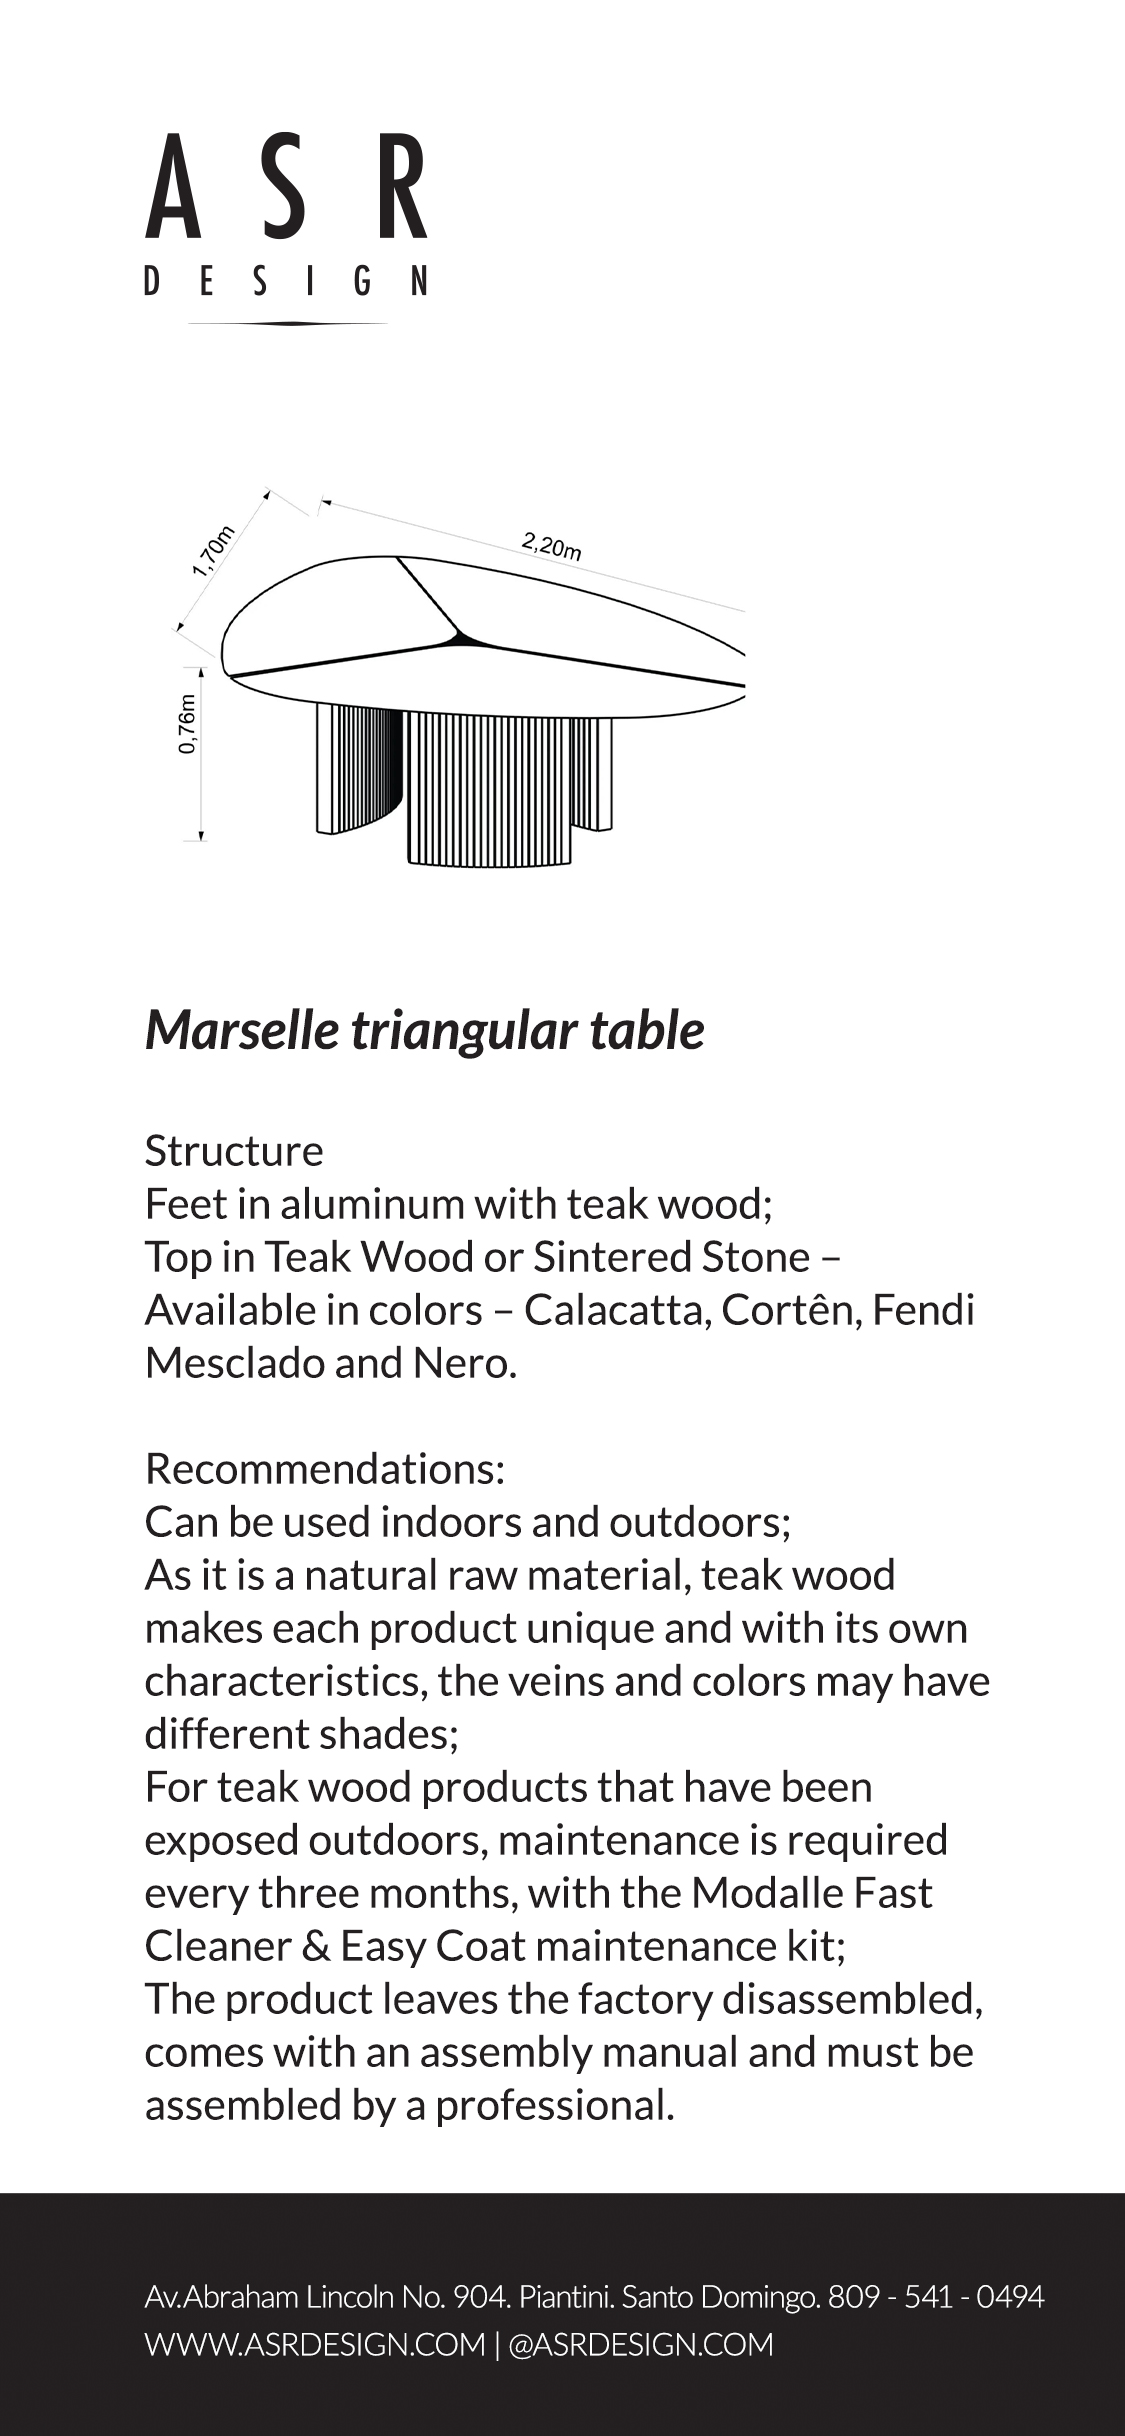 ASR
DESIGN
1,70m
2,20m
0,76m
Marselle triangular table
Structure
Feet in aluminum with teak wood;
Top in Teak Wood or Sintered Stone –
Available in colors – Calacatta, Cortên, Fendi
Mesclado and Nero.
Recommendations:
Can be used indoors and outdoors;
As it is a natural raw material, teak wood
makes each product unique and with its own
characteristics, the veins and colors may have
different shades;
For teak wood products that have been
exposed outdoors, maintenance is required
every three months, with the Modalle Fast
Cleaner & Easy Coat maintenance kit;
The product leaves the factory disassembled,
comes with an assembly manual and must be
assembled by a professional.
Av.Abraham Lincoln No. 904. Piantini. Santo Domingo. 809 - 541 - 0494
WWW.ASRDESIGN.COM | @ASRDESIGN.COM